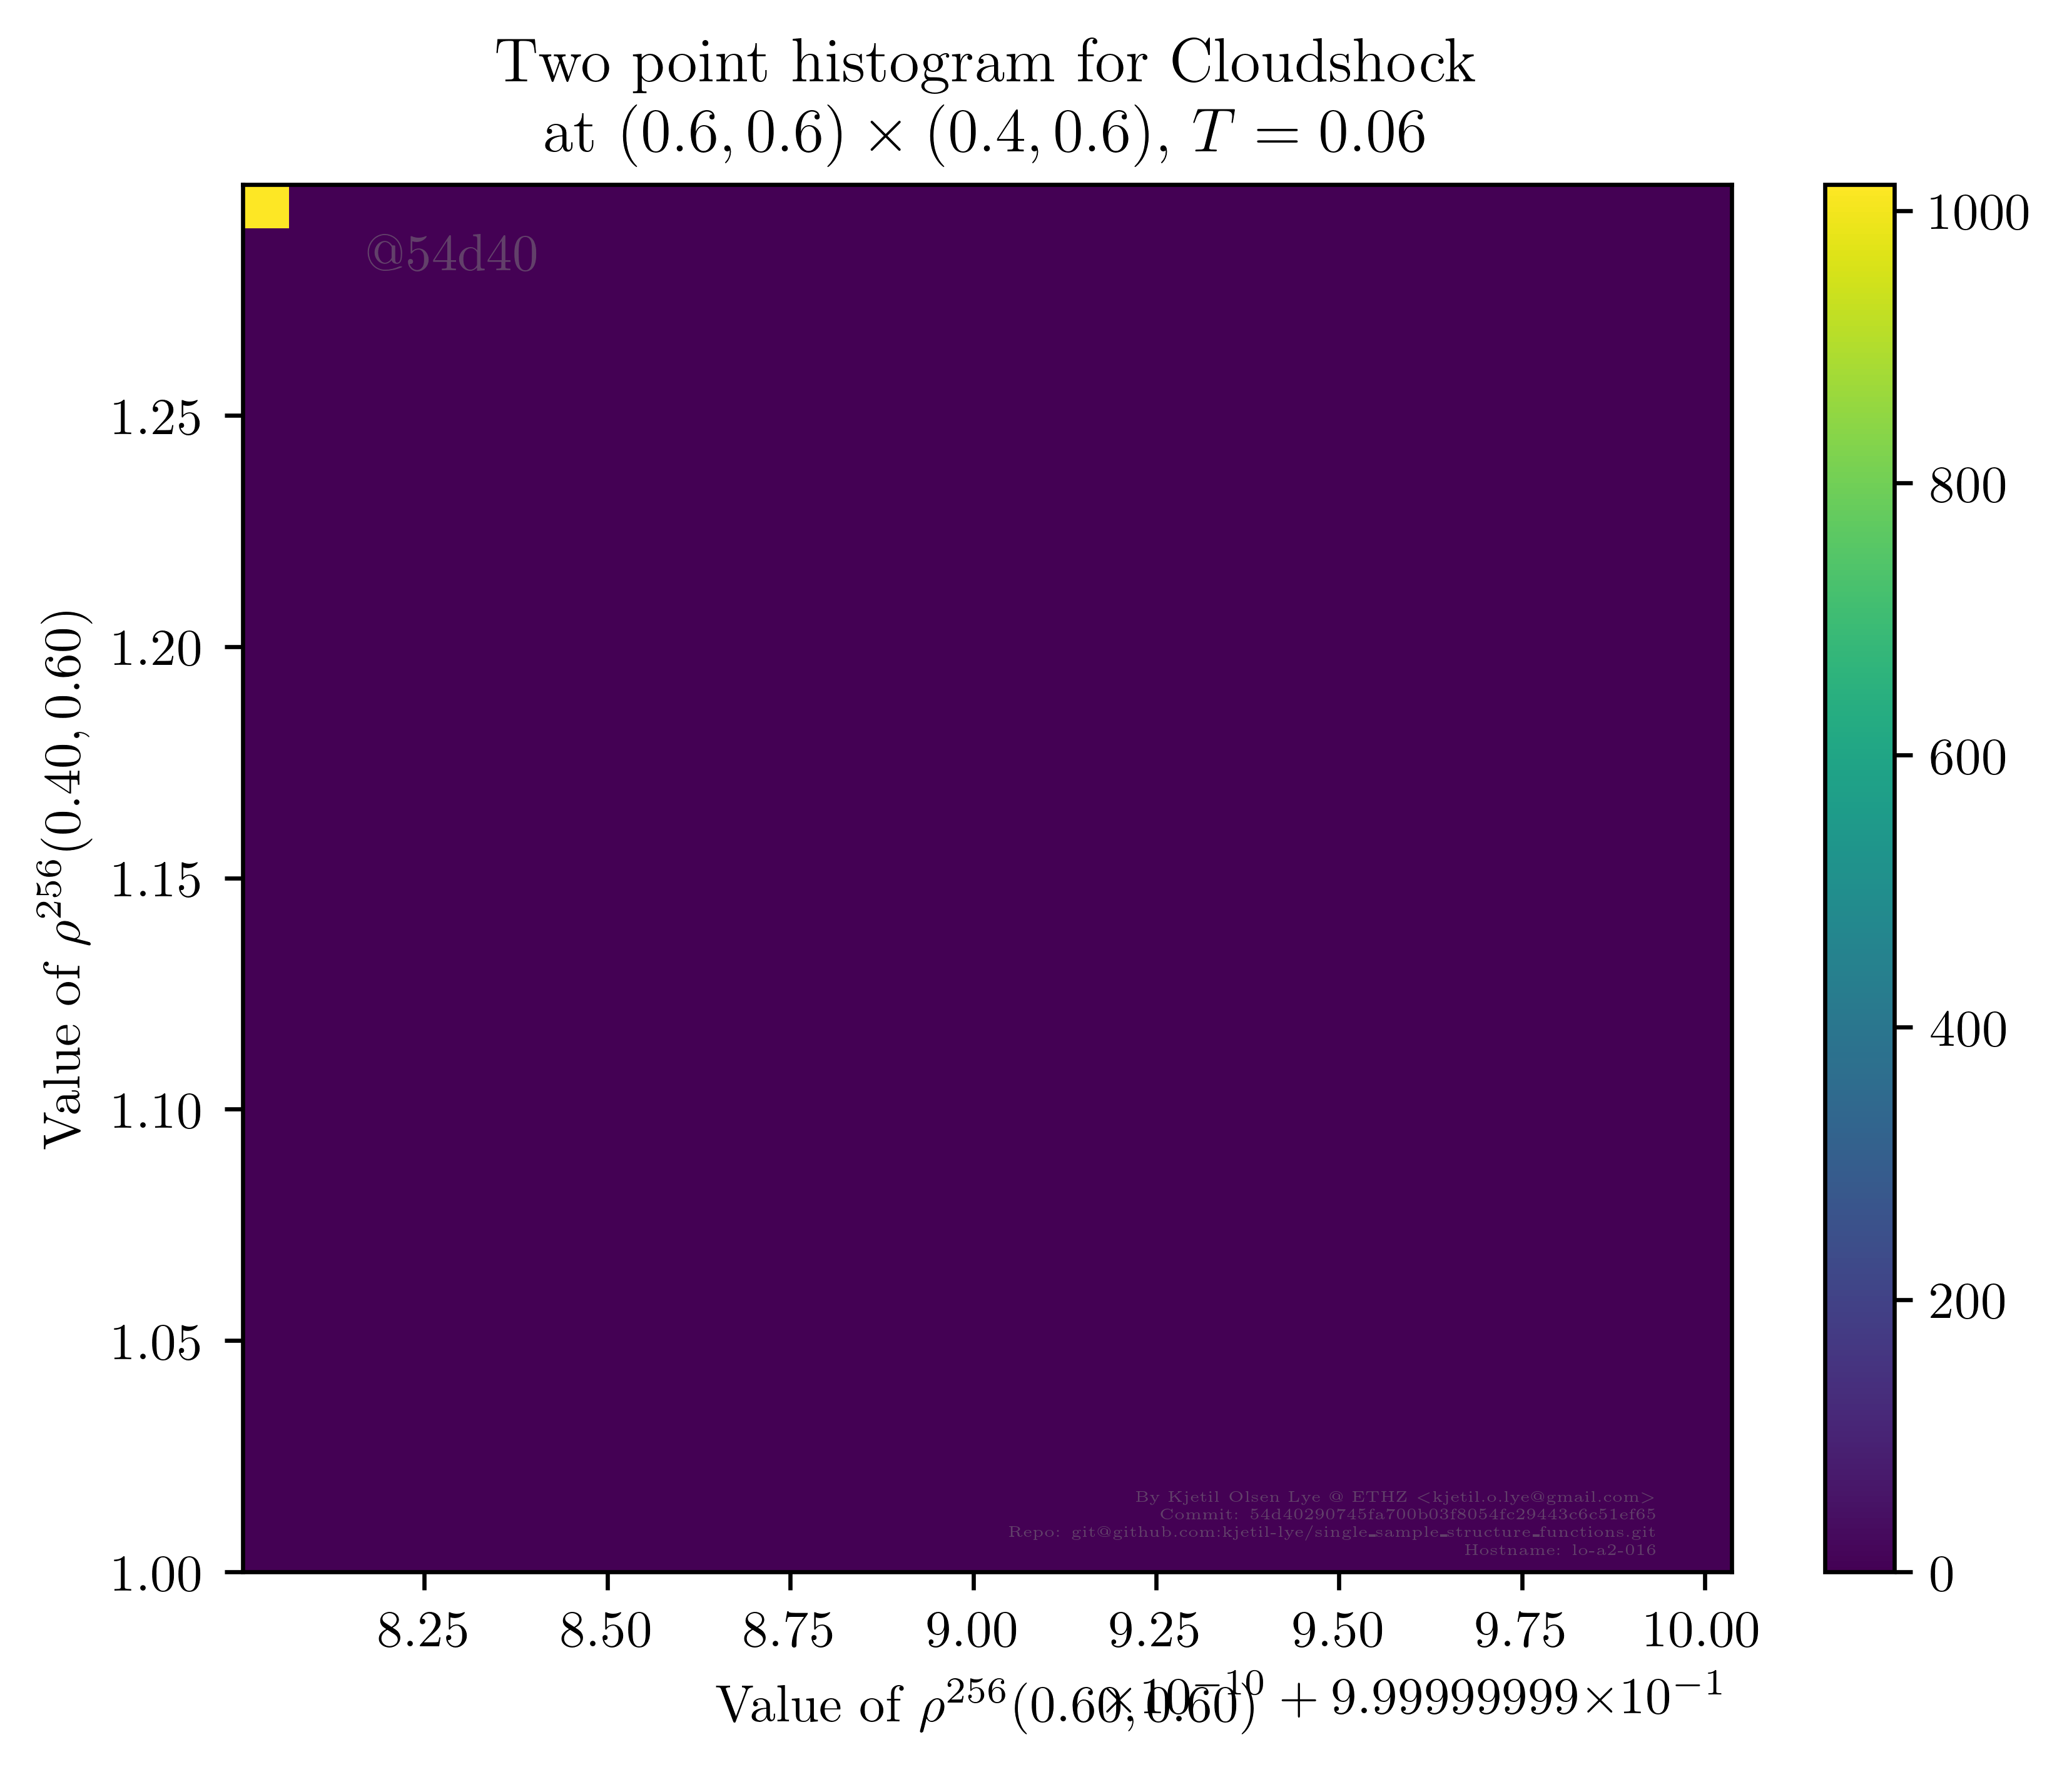 Two point histogram for Cloudshock
at (0.6, 0.6) × (0.4, 0.6), T = 0.06
@54d40
1000
800
600
400
200
0
Value of ρ^256(0.40, 0.60)
1.25
1.20
1.15
1.10
1.05
1.00
By Kjetil Olsen Lye @ ETHZ <kjetil.o.lye@gmail.com>
Commit: 54d40290745fa700b03f8054fc29443c6c51ef65
Repo: git@github.com:kjetil-lye/single_sample_structure_functions.git
Hostname: lo-a2-016
8.25 8.50 8.75 9.00 9.25 9.50 9.75 10.00
Value of ρ^256(0.60, 0.60)
×10^−10 + 9.99999999×10^−1